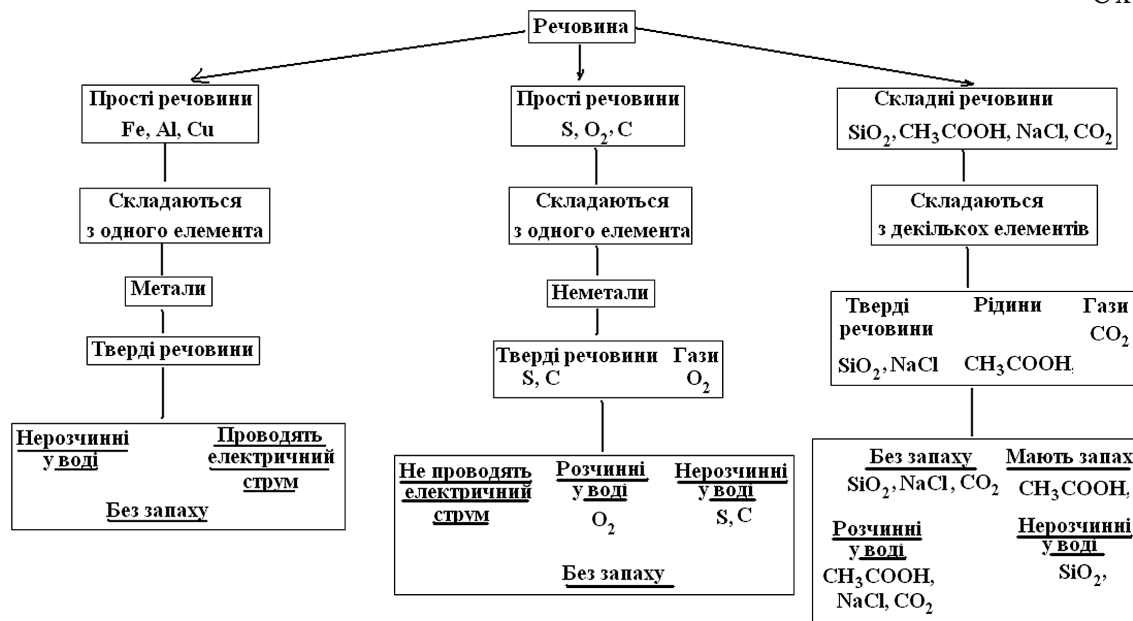 Сх
Речовина
Прості речовини
Fe, Al, Cu
Складаються
з одного елемента
Метали
Тверді речовини
Нерозчинні
у воді
Проводять
електричний
струм
Без запаху
Прості речовини
S, O₂, C
Складаються
з одного елемента
Неметали
Тверді речовини
S, C
Гази
O₂
Не проводять
електричний
струм
Розчинні
у воді
O₂
Нерозчинні
у воді
S, C
Без запаху
Складні речовини
SiO₂, CH₃COOH, NaCl, CO₂
Складаються
з декількох елементів
Тверді
речовини
SiO₂, NaCl
Рідини
CH₃COOH,
Гази
CO₂
Без запаху
SiO₂, NaCl, CO₂
Мають запах
CH₃COOH,
Розчинні
у воді
CH₃COOH,
NaCl, CO₂
Нерозчинні
у воді
SiO₂,